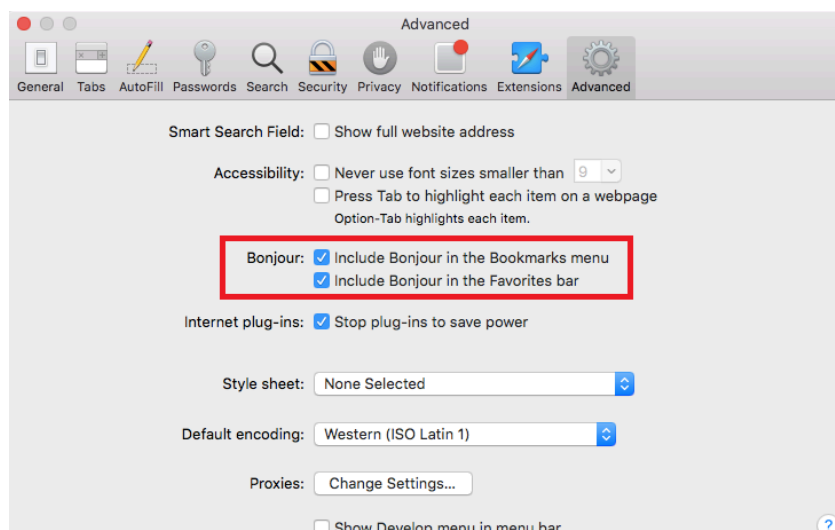 Advanced
General Tabs AutoFill Passwords Search Security Privacy Notifications Extensions Advanced
Smart Search Field: Show full website address
Accessibility: Never use font sizes smaller than 9
Press Tab to highlight each item on a webpage
Option-Tab highlights each item.
Bonjour: Include Bonjour in the Bookmarks menu
Include Bonjour in the Favorites bar
Internet plug-ins: Stop plug-ins to save power
Style sheet: None Selected
Default encoding: Western (ISO Latin 1)
Proxies: Change Settings...
Show Develop menu in menu bar
?